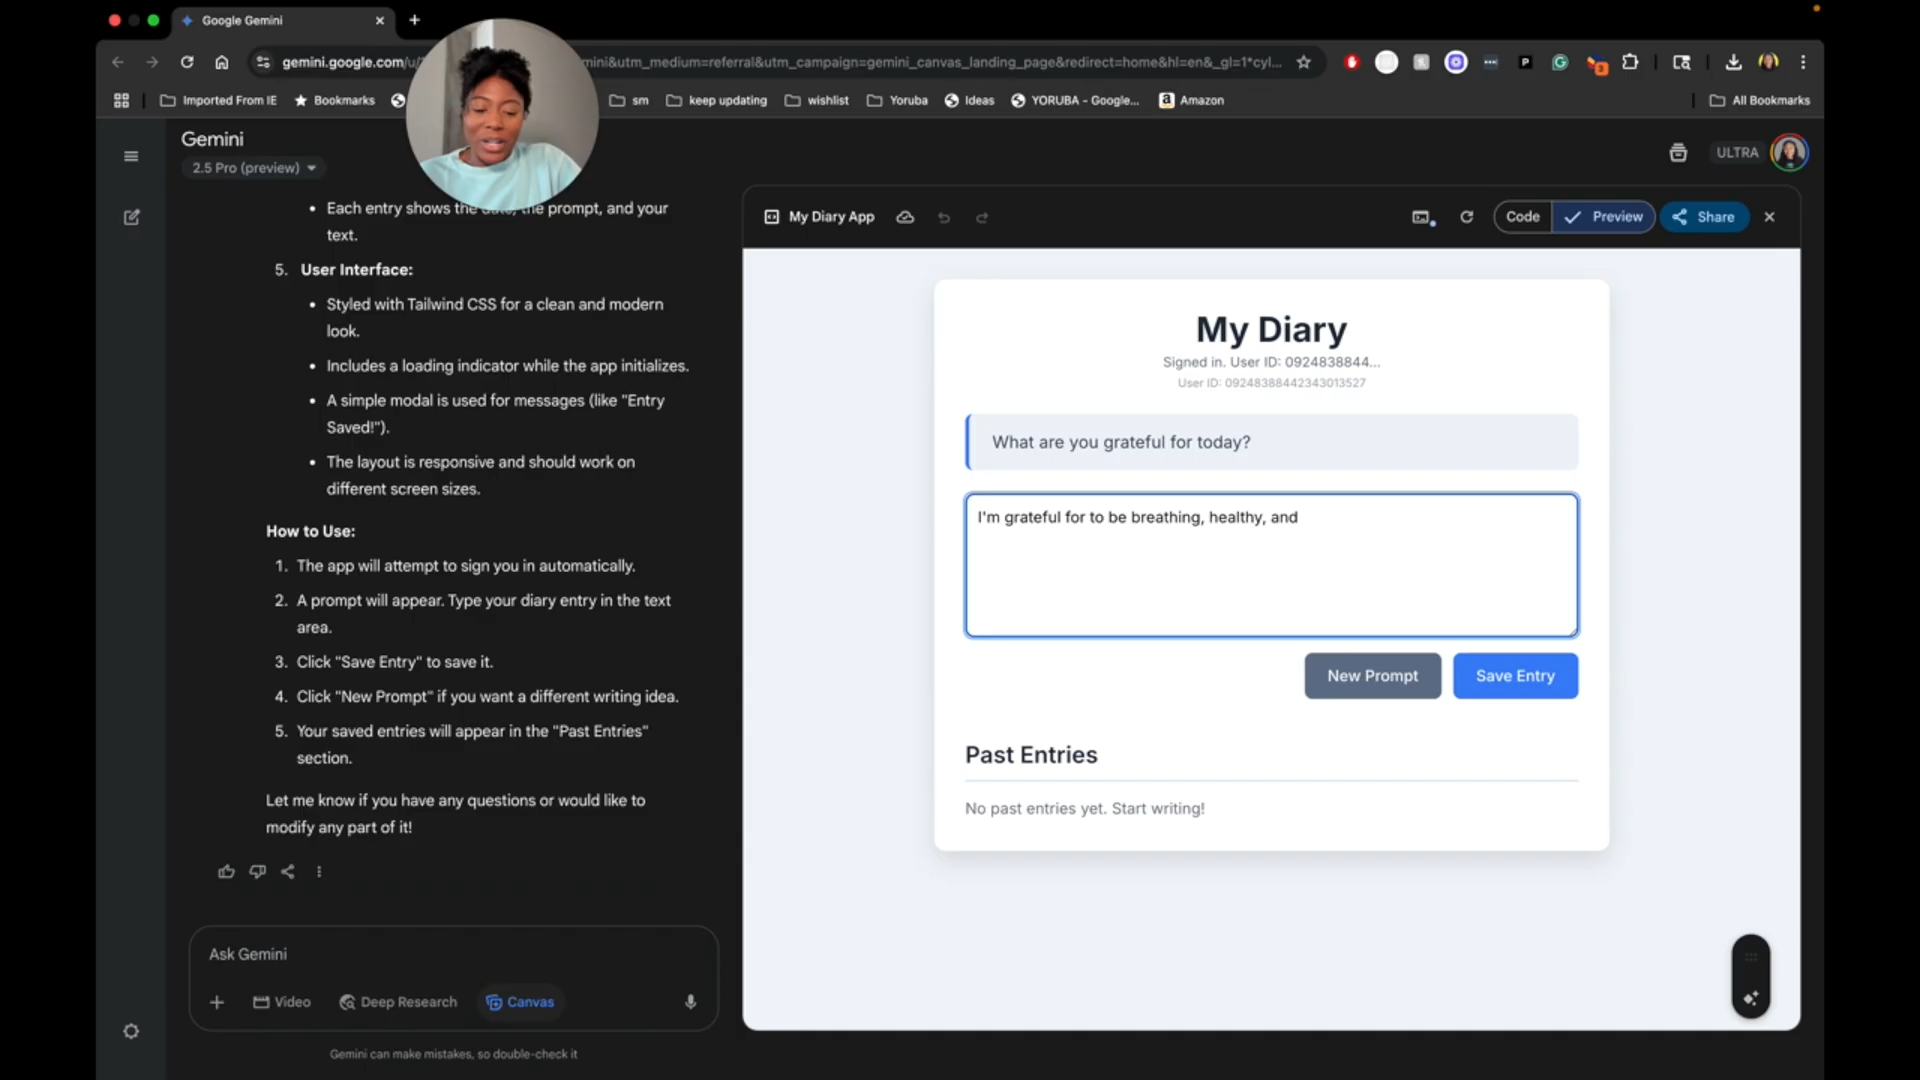 Google Gemini
gemini.google.com/u/
mini&utm_medium=referral&utm_campaign=gemini_canvas_landing_page&redirect=home&hl=en&_gl=1*cyl...
Imported From IE
Bookmarks
sm
keep updating
wishlist
Yoruba
Ideas
YORUBA - Google...
Amazon
All Bookmarks
Gemini
2.5 Pro (preview)
ULTRA
• Each entry shows the date, the prompt, and your
text.
5. User Interface:
• Styled with Tailwind CSS for a clean and modern
look.
• Includes a loading indicator while the app initializes.
• A simple modal is used for messages (like "Entry
Saved!").
• The layout is responsive and should work on
different screen sizes.
How to Use:
1. The app will attempt to sign you in automatically.
2. A prompt will appear. Type your diary entry in the text
area.
3. Click "Save Entry" to save it.
4. Click "New Prompt" if you want a different writing idea.
5. Your saved entries will appear in the "Past Entries"
section.
Let me know if you have any questions or would like to
modify any part of it!
Ask Gemini
Video
Deep Research
Canvas
Gemini can make mistakes, so double-check it
My Diary App
Code
Preview
Share
My Diary
Signed in. User ID: 0924838844...
User ID: 09248388442343013527
What are you grateful for today?
I'm grateful for to be breathing, healthy, and
New Prompt
Save Entry
Past Entries
No past entries yet. Start writing!